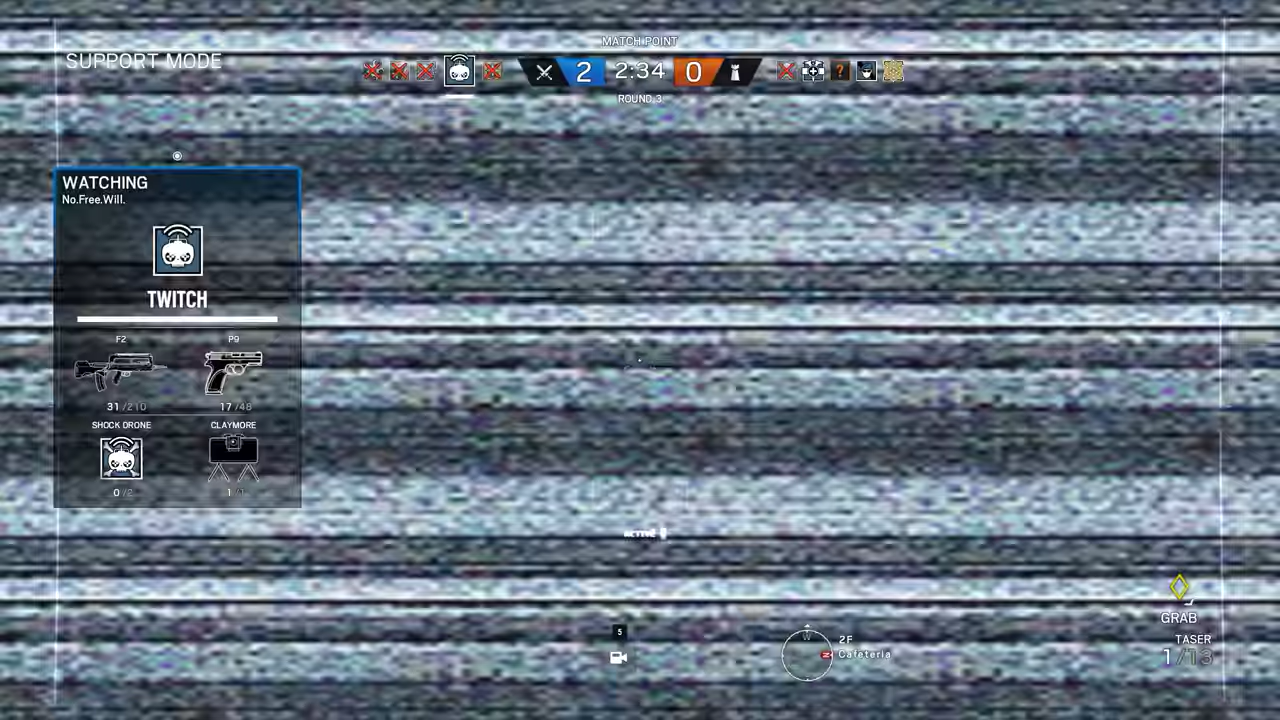 MATCH POINT
SUPPORT MODE
2 2:34 0
ROUND 3
WATCHING
No.Free.Will.
TWITCH
F2 P9
31/210 17/48
SHOCK DRONE CLAYMORE
0/2 1/1
ACTIVE
GRAB
5
W
2F
Cafeteria
TASER
1/13